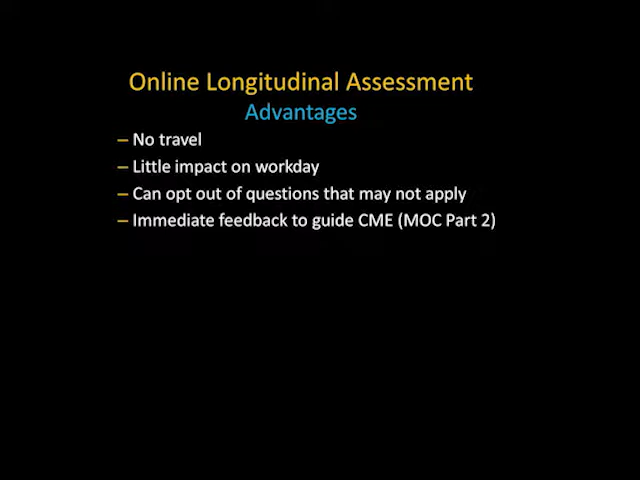 Online Longitudinal Assessment
Advantages
– No travel
– Little impact on workday
– Can opt out of questions that may not apply
– Immediate feedback to guide CME (MOC Part 2)